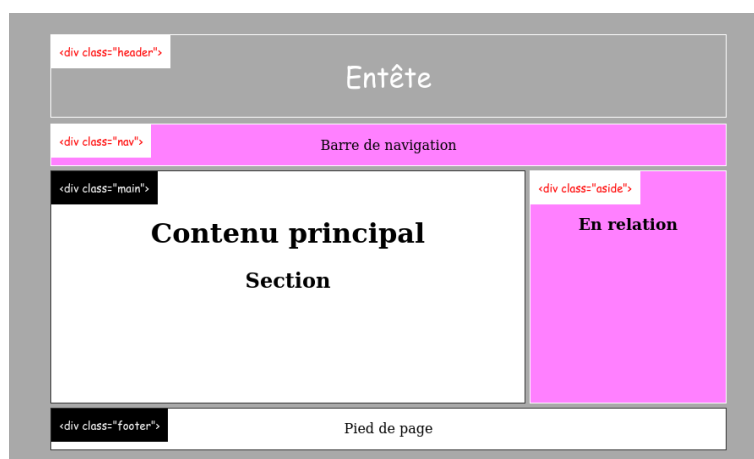 <div class="header">
Entête
<div class="nav">
Barre de navigation
<div class="main">
<div class="aside">
Contenu principal
En relation
Section
<div class="footer">
Pied de page